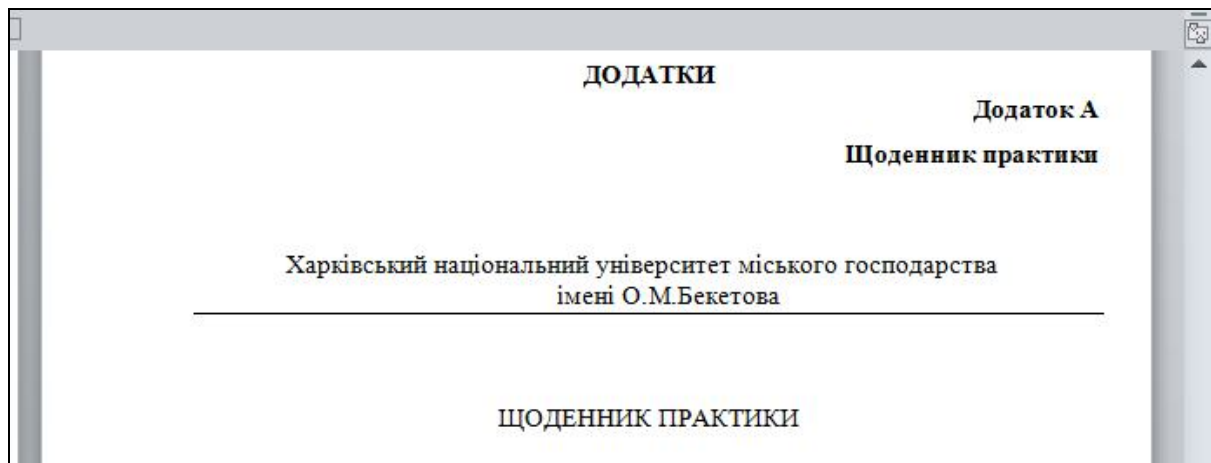 ДОДАТКИ
Додаток А
Щоденник практики
Харківський національний університет міського господарства
імені О.М.Бекетова
ЩОДЕННИК ПРАКТИКИ